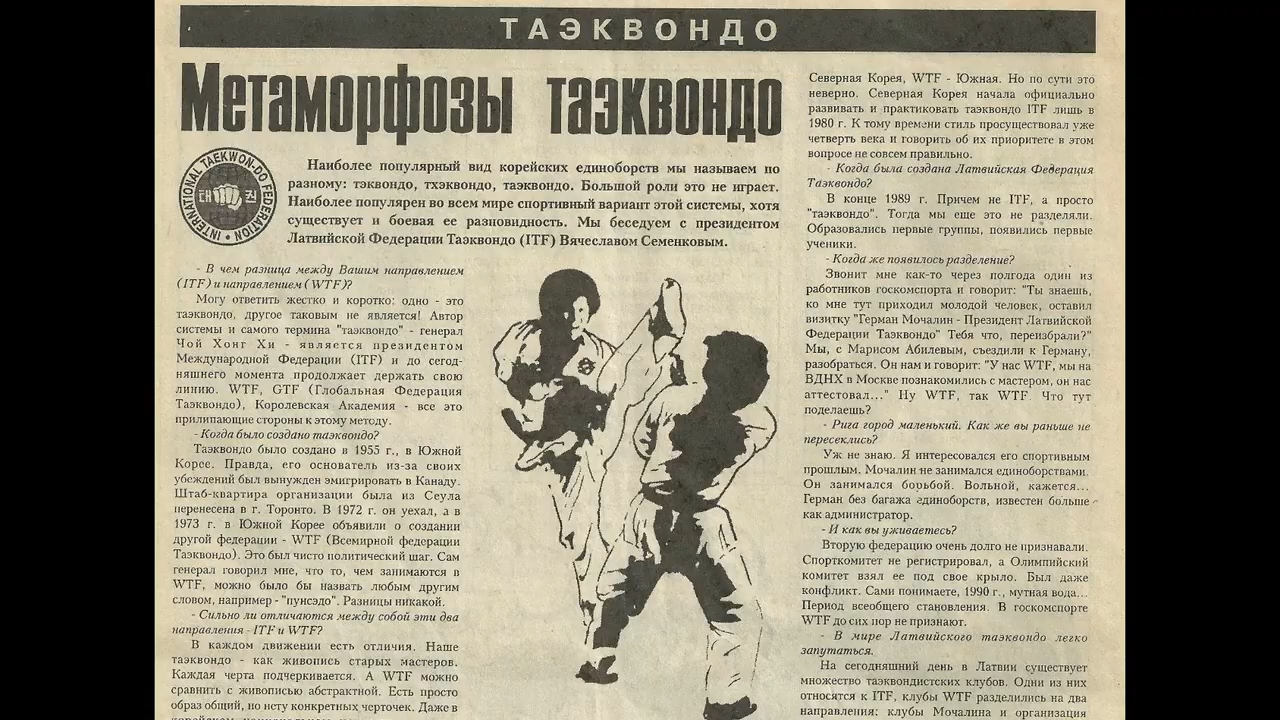 ТАЭКВОНДО
Метаморфозы таэквондо
INTERNATIONAL TAEKWON-DO FEDERATION
태 권
Наиболее популярный вид корейских единоборств мы называем по
разному: тэквондо, тхэквондо, таэквондо. Большой роли это не играет.
Наиболее популярен во всем мире спортивный вариант этой системы, хотя
существует и боевая ее разновидность. Мы беседуем с президентом
Латвийской Федерации Таэквондо (ITF) Вячеславом Семенковым.
- В чем разница между Вашим направлением
(ITF) и направлением (WTF)?
Могу ответить жестко и коротко: одно - это
таэквондо, другое таковым не является! Автор
системы и самого термина "таэквондо" - генерал
Чой Хонг Хи - является президентом
Международной Федерации (ITF) и до сегод-
няшнего момента продолжает держать свою
линию. WTF, GTF (Глобальная Федерация
Таэквондо), Королевская Академия - все это
прилипающие стороны к этому методу.
- Когда было создано таэквондо?
Таэквондо было создано в 1955 г., в Южной
Корее. Правда, его основатель из-за своих
убеждений был вынужден эмигрировать в Канаду.
Штаб-квартира организации была из Сеула
перенесена в г. Торонто. В 1972 г. он уехал, а в
1973 г. в Южной Корее объявили о создании
другой федерации - WTF (Всемирной федерации
Таэквондо). Это был чисто политический шаг. Сам
генерал говорил мне, что то, чем занимаются в
WTF, можно было бы назвать любым другим
словом, например - "пунсэдо". Разницы никакой.
- Сильно ли отличаются между собой эти два
направления - ITF и WTF?
В каждом движении есть отличия. Наше
таэквондо - как живопись старых мастеров.
Каждая черта подчеркивается. А WTF можно
сравнить с живописью абстрактной. Есть просто
образ общий, но нету конкретных черточек. Даже в
Северная Корея, WTF - Южная. Но по сути это
неверно. Северная Корея начала официально
развивать и практиковать таэквондо ITF лишь в
1980 г. К тому времени стиль просуществовал уже
четверть века и говорить об их приоритете в этом
вопросе не совсем правильно.
- Когда была создана Латвийская Федерация
Таэквондо?
В конце 1989 г. Причем не ITF, а просто
"таэквондо". Тогда мы еще это не разделяли.
Образовались первые группы, появились первые
ученики.
- Когда же появилось разделение?
Звонит мне как-то через полгода один из
работников госкомспорта и говорит: "Ты знаешь,
ко мне тут приходил молодой человек, оставил
визитку "Герман Мочалин - Президент Латвийской
Федерации Таэквондо" Тебя что, переизбрали?"
Мы, с Марисом Абилевым, съездили к Герману,
разобраться. Он нам и говорит: "У нас WTF, мы на
ВДНХ в Москве познакомились с мастером, он нас
аттестовал..." Ну WTF, так WTF. Что тут
поделаешь?
- Рига город маленький. Как же вы раньше не
пересеклись?
Уж не знаю. Я интересовался его спортивным
прошлым. Мочалин не занимался единоборствами.
Он занимался борьбой. Вольной, кажется...
Герман без багажа единоборств, известен больше
как администратор.
- И как вы уживаетесь?
Вторую федерацию очень долго не признавали.
Спорткомитет не регистрировал, а Олимпийский
комитет взял ее под свое крыло. Был даже
конфликт. Сами понимаете, 1990 г., мутная вода...
Период всеобщего становления. В госкомспорте
WTF до сих пор не признают.
- В мире Латвийского таэквондо легко
запутаться.
На сегодняшний день в Латвии существует
множество таэквондистских клубов. Одни из них
относятся к ITF, клубы WTF разделились на два
направления: клубы Мочалина и организация